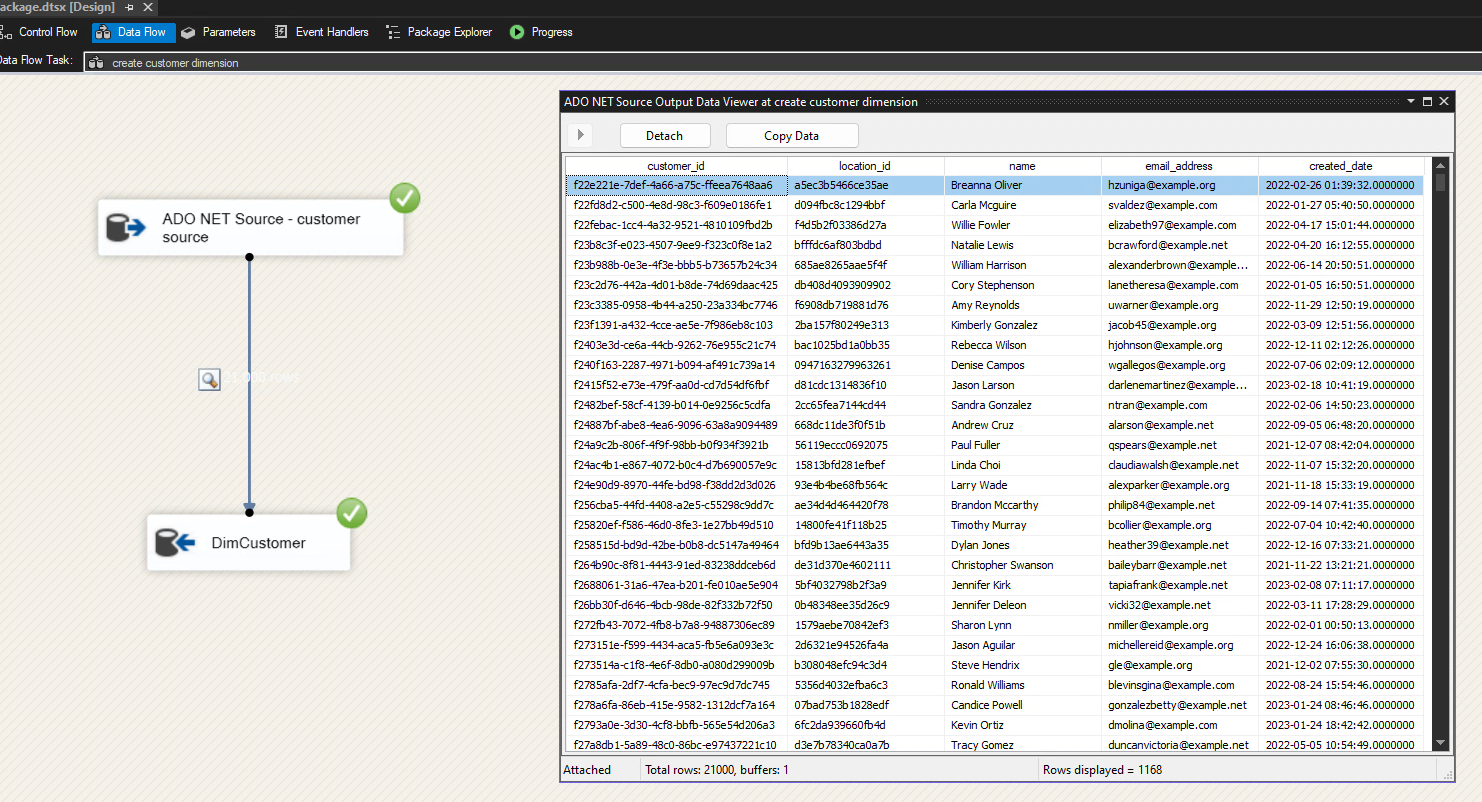 ackage.dtsx [Design]
Control Flow Data Flow Parameters Event Handlers Package Explorer Progress
Data Flow Task: create customer dimension
ADO NET Source Output Data Viewer at create customer dimension
Detach Copy Data
customer_id location_id name email_address created_date
f22e221e-7def-4a66-a75c-ffeea7648aa6 a5ec3b5466ce35ae Breanna Oliver hzuniga@example.org 2022-02-26 01:39:32.0000000
f22fd8d2-c500-4e8d-98c3-f609e0186fe1 d094fbc8c1294bbf Carla Mcguire svaldez@example.com 2022-01-27 05:40:50.0000000
f22febac-1cc4-4a32-9521-4810109fbd2b f4d5b2f03386d27a Willie Fowler elizabeth97@example.com 2022-04-17 15:01:44.0000000
f23b8c3f-e023-4507-9ee9-f323c0f8e1a2 bfffdc6af803bdbd Natalie Lewis bcrawford@example.net 2022-04-20 16:12:55.0000000
f23b988b-0e3e-4f3e-bbb5-b73657b24c34 685ae8265aae5f4f William Harrison alexanderbrown@example... 2022-06-14 20:50:51.0000000
f23c2d76-442a-4d01-b8de-74d69daac425 db408d4093909902 Cory Stephenson lanetheresa@example.com 2022-01-05 16:50:51.0000000
f23c3385-0958-4b44-a250-23a334bc7746 f6908db719881d76 Amy Reynolds uwarner@example.org 2022-11-29 12:50:19.0000000
f23f1391-a432-4cce-ae5e-7f986eb8c103 2ba157f80249e313 Kimberly Gonzalez jacob45@example.org 2022-03-09 12:51:56.0000000
f2403e3d-ce6a-44cb-9262-76e955c21c74 bac1025bd1a0bb35 Rebecca Wilson hjohnson@example.org 2022-12-11 02:12:26.0000000
f240f163-2287-4971-b094-af491c739a14 0947163279963261 Denise Campos wgallegos@example.com 2022-07-06 02:09:12.0000000
f2415f52-e73e-479f-aa0d-cd7d54df6fbf d81cdc1314836f10 Jason Larson darlenemartinez@example... 2023-02-18 10:41:19.0000000
f2482bef-58cf-4139-b014-0e9256c5cdfa 2cc65fea7144cd44 Sandra Gonzalez ntran@example.com 2022-02-06 14:50:23.0000000
f24887bf-abe8-4ea6-9096-63a8a9094489 668dc11de3f0f51b Andrew Cruz alarson@example.net 2022-09-05 06:48:20.0000000
ADO NET Source - customer
source
f24a9c2b-806f-4f9f-98bb-b0f934f3921b 56119eccc0692075 Paul Fuller qspears@example.net 2021-12-07 08:42:04.0000000
f24ac4b1-e867-4072-b0c4-d7b690057e9c 15813bfd281efbef Linda Choi claudiawalsh@example.net 2022-11-07 15:32:20.0000000
f24e90d9-8970-44fe-bd98-f38dd2d3d026 93e4b4be68fb564c Larry Wade alexparker@example.org 2021-11-18 15:33:19.0000000
f256cba5-44fd-4408-a2e5-c55298c9dd7c ae34d4d464420f78 Brandon Mccarthy philip84@example.net 2022-09-14 07:41:35.0000000
f25820ef-f586-46d0-8fe3-1e27bb49d510 14800fe41f118b25 Timothy Murray bcollier@example.org 2022-07-04 10:42:40.0000000
f258515d-bd9d-42be-b0b8-dc5147a49464 bfd9b13ae6443a35 Dylan Jones heather39@example.net 2022-12-16 07:33:21.0000000
f264b90c-8f81-4443-91ed-83238ddceb6d de31d370e4602111 Christopher Swanson baileybarr@example.net 2021-11-22 13:21:21.0000000
f2688061-31a6-47ea-b201-fe010ae5e904 5bf4032798b2f3a9 Jennifer Kirk tapiafrank@example.net 2023-02-08 07:11:17.0000000
f26bb30f-d646-4bcb-98de-82f332b72f50 0b48348ee35d26c9 Jennifer Deleon vicki32@example.net 2022-03-11 17:28:29.0000000
f272fb43-7072-4fb8-b7a8-94887306ec89 1579aebe70842ef3 Sharon Lynn nmiller@example.org 2022-02-01 00:50:13.0000000
f273151e-f599-4434-aca5-fb5e6a093e3c 2d6321e94526fa4a Jason Aguilar michellereid@example.org 2022-12-24 16:06:38.0000000
f273514a-c1f8-4e6f-8db0-a080d299009b b308048efc94c3d4 Steve Hendrix gle@example.org 2021-12-02 07:55:30.0000000
f2785afa-2df7-4cfa-bec9-97ec9d7dc745 5356d4032efba6c3 Ronald Williams blevinsgina@example.com 2022-08-24 15:54:46.0000000
f278a6fa-86eb-415e-9582-1312dcf7a164 07bad753b1828edf Candice Powell gonzalezbetty@example.net 2023-01-24 08:46:46.0000000
f2793a0e-3d30-4cf8-bbfb-565e54d206a3 6fc2da939660fb4d Kevin Ortiz dmolina@example.com 2023-01-24 18:42:42.0000000
f27a8db1-5a89-48c0-86bc-e97437221c10 d3e7b78340ca0a7b Tracy Gomez duncanvictoria@example.net 2022-05-05 10:54:49.0000000
DimCustomer
Attached Total rows: 21000, buffers: 1 Rows displayed = 1168